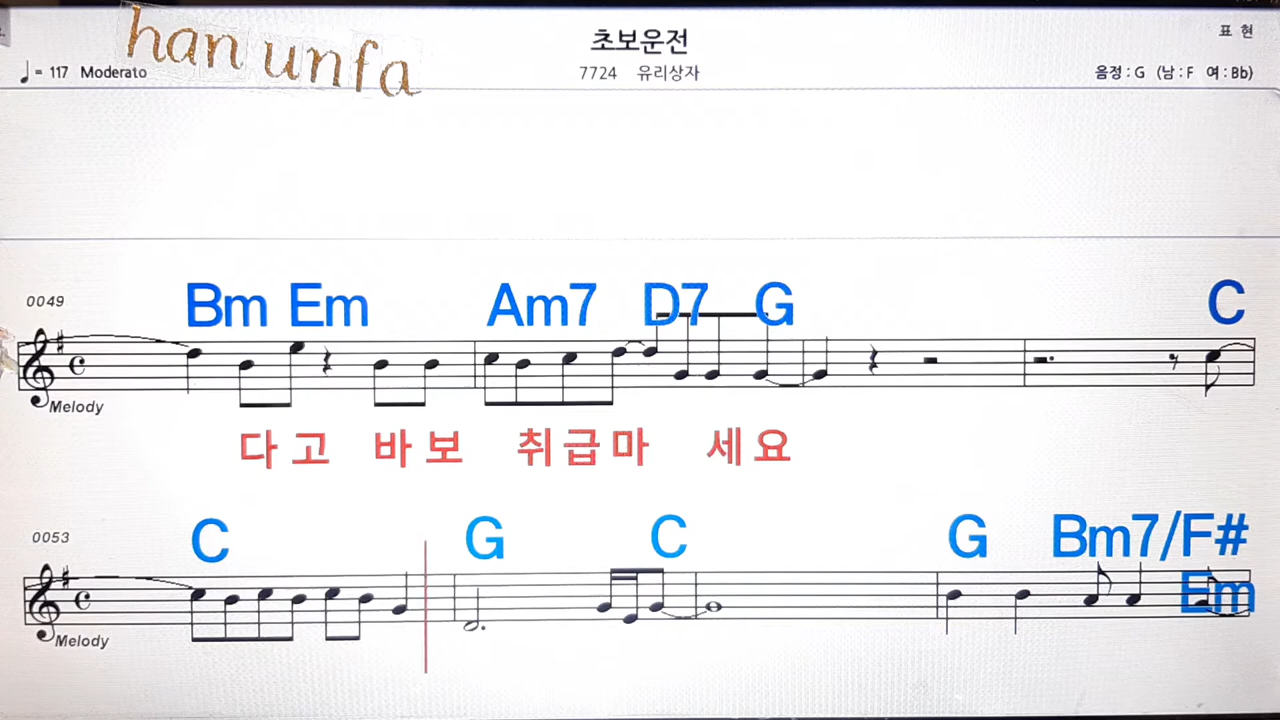 han unfa
초보운전
표 현
♩ = 117 Moderato
7724 유리상자
음정 : G (남 : F 여 : Bb)
0049
Bm Em Am7 D7 G C
Melody
다고 바보 취급마 세요
0053
C G C G Bm7/F#
Em
Melody